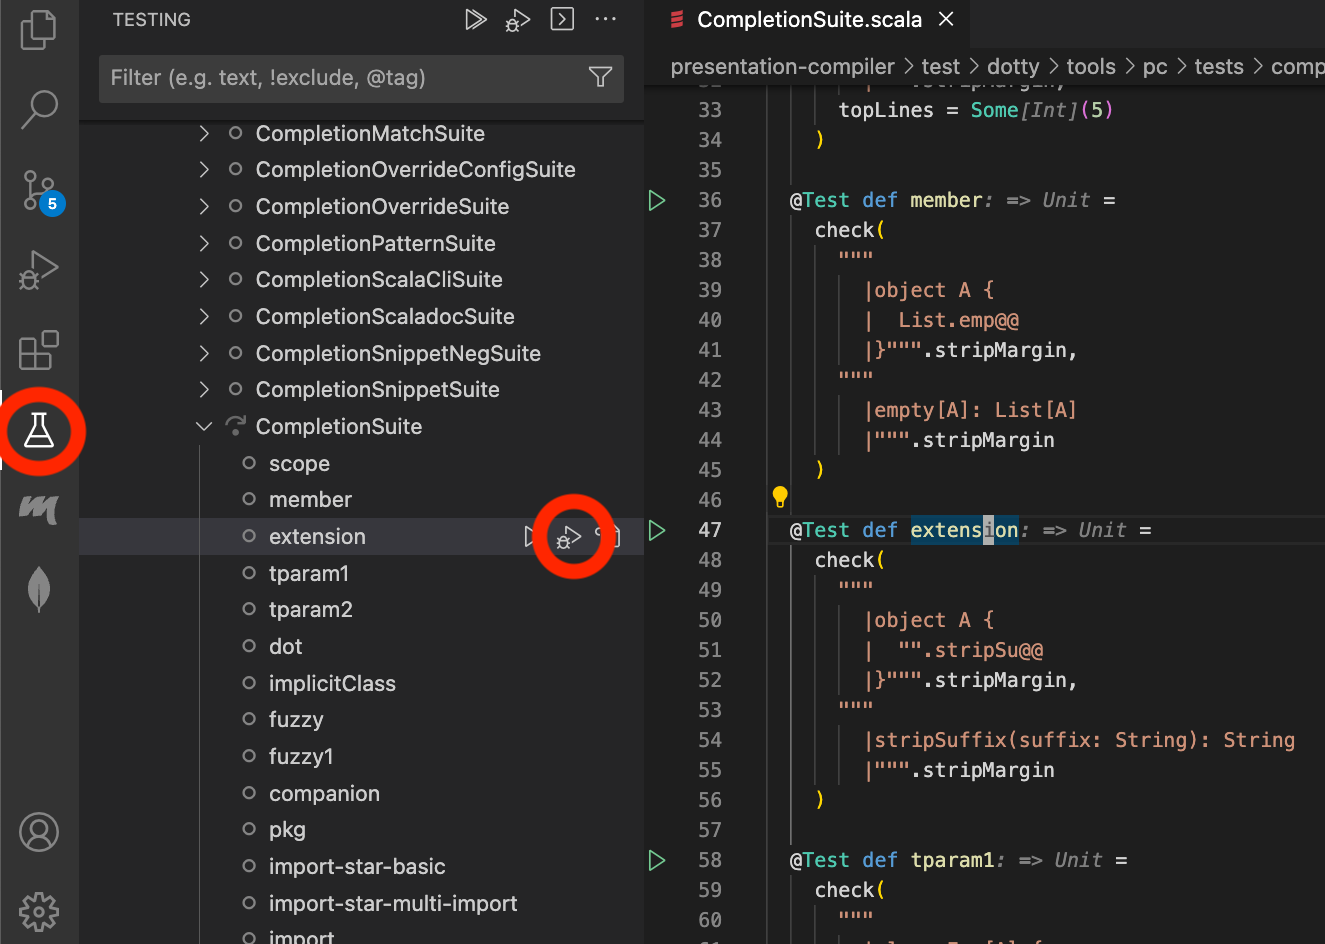 TESTING
Filter (e.g. text, !exclude, @tag)
CompletionMatchSuite
CompletionOverrideConfigSuite
CompletionOverrideSuite
CompletionPatternSuite
CompletionScalaCliSuite
CompletionScaladocSuite
CompletionSnippetNegSuite
CompletionSnippetSuite
CompletionSuite
scope
member
extension
tparam1
tparam2
dot
implicitClass
fuzzy
fuzzy1
companion
pkg
import-star-basic
import-star-multi-import
import
5
CompletionSuite.scala
presentation-compiler > test > dotty > tools > pc > tests > comp
33 topLines = Some[Int](5)
34 )
35
36 @Test def member: => Unit =
37 check(
38 """
39 |object A {
40 |  List.emp@@
41 |}""".stripMargin,
42 """
43 |empty[A]: List[A]
44 |""".stripMargin
45 )
46
47 @Test def extension: => Unit =
48 check(
49 """
50 |object A {
51 |  "".stripSu@@
52 |}""".stripMargin,
53 """
54 |stripSuffix(suffix: String): String
55 |""".stripMargin
56 )
57
58 @Test def tparam1: => Unit =
59 check(
60 """